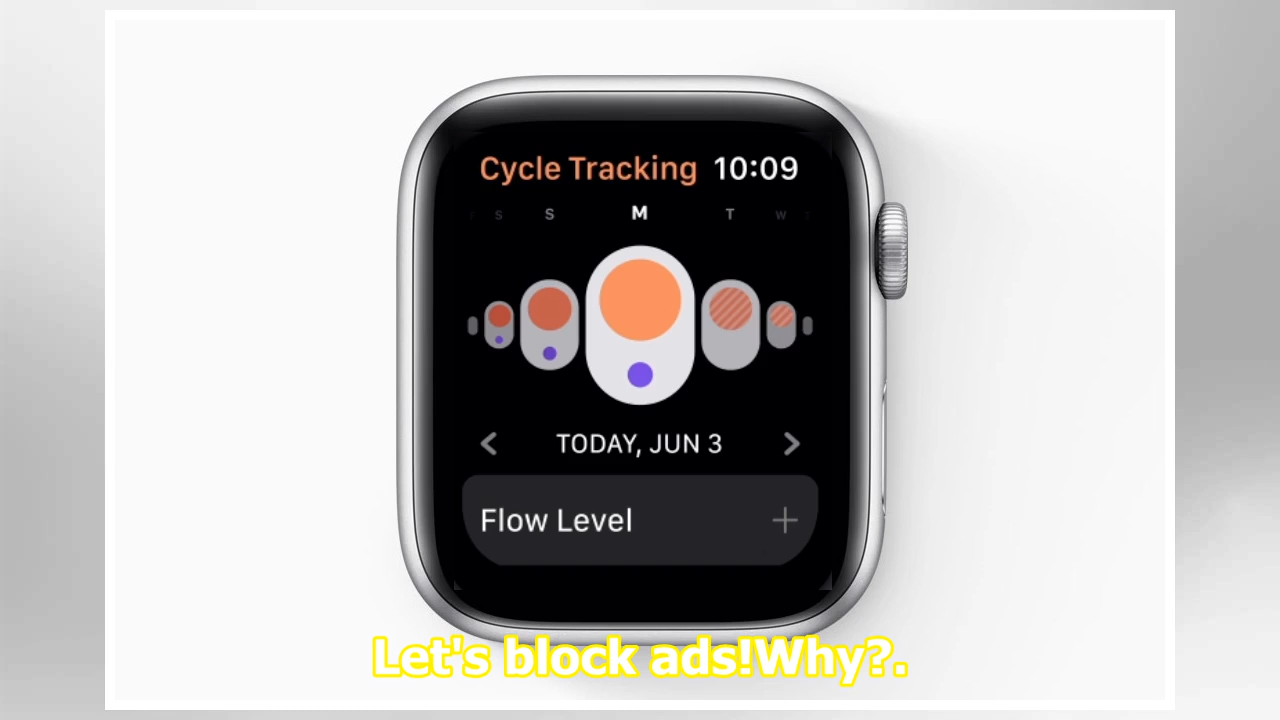 Cycle Tracking 10:09
S S M T W
TODAY, JUN 3
Flow Level
Let's block ads!Why?.